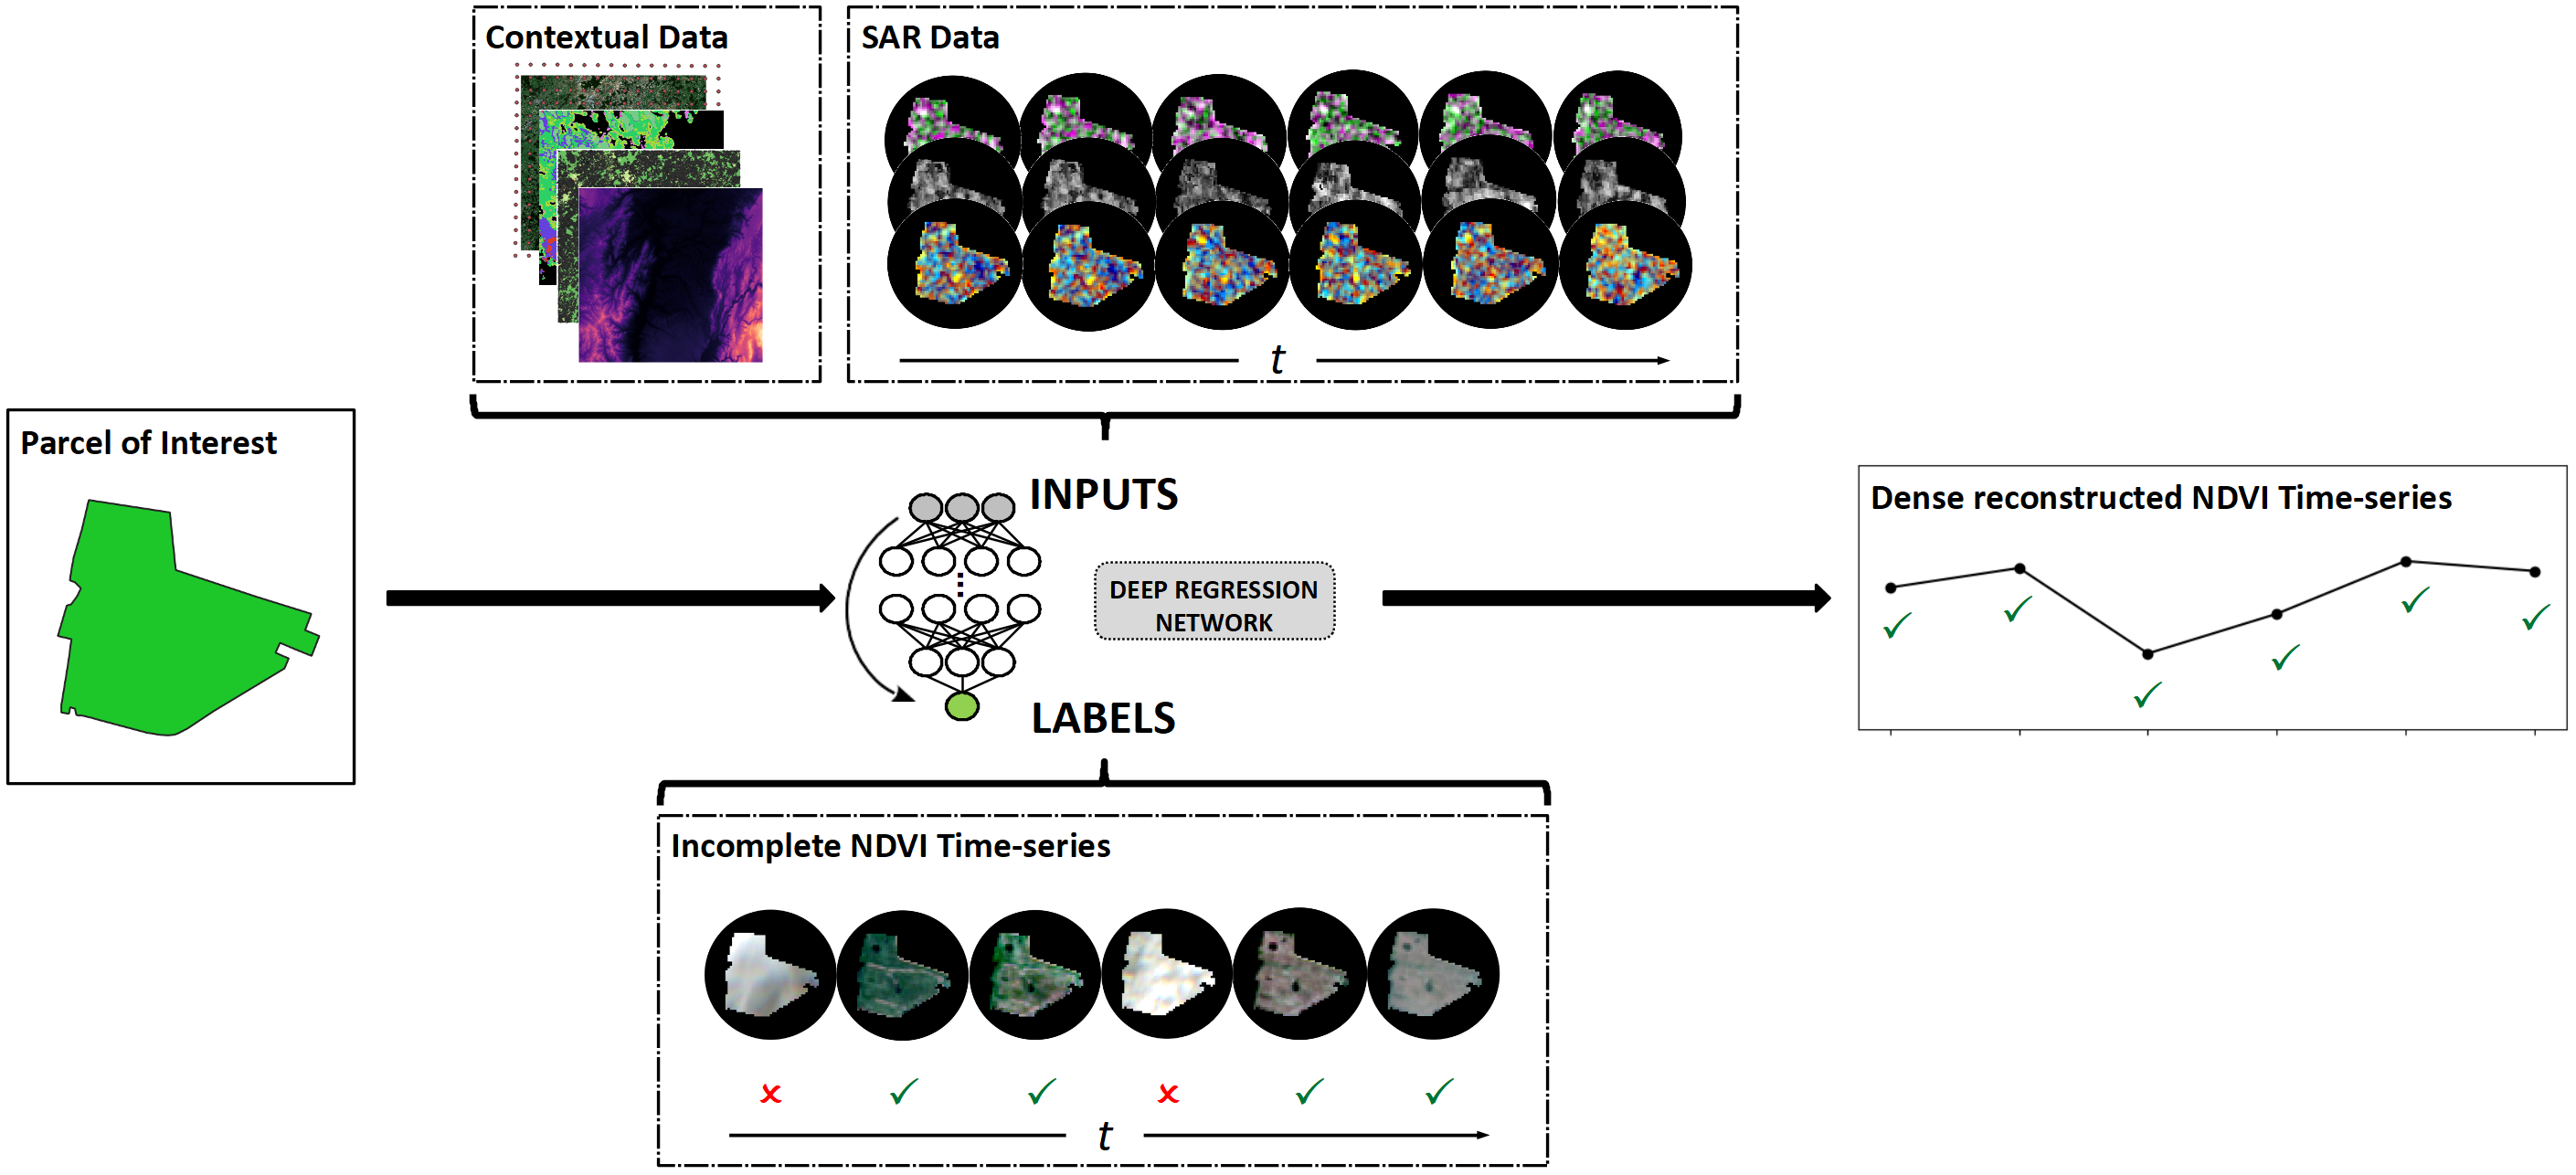 Contextual Data
SAR Data
t
Parcel of Interest
INPUTS
DEEP REGRESSION
NETWORK
LABELS
Dense reconstructed NDVI Time-series
Incomplete NDVI Time-series
t